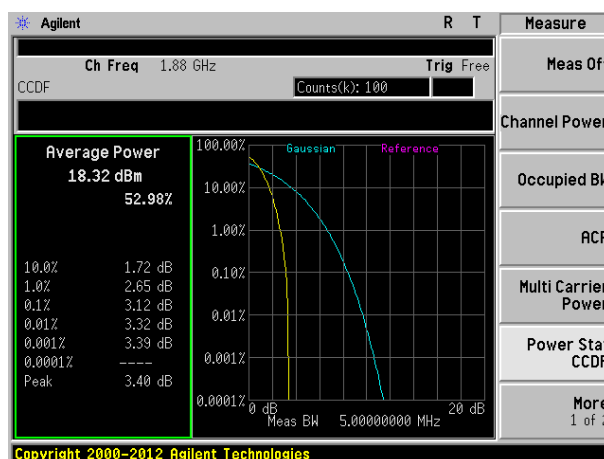 Agilent R T Measure
Ch Freq 1.88 GHz Trig Free
CCDF Counts(k): 100
Meas Of
Channel Power
Occupied BW
ACP
Multi Carrier
Power
Power Stat
CCDF
More
1 of 2
Average Power
18.32 dBm
52.98%
10.0% 1.72 dB
1.0% 2.65 dB
0.1% 3.12 dB
0.01% 3.32 dB
0.001% 3.39 dB
0.0001% ----
Peak 3.40 dB
Gaussian Reference
100.00%
10.00%
1.00%
0.10%
0.01%
0.001%
0.0001%
0 dB 20 dB
Meas BW 5.00000000 MHz
Copyright 2000-2012 Agilent Technologies